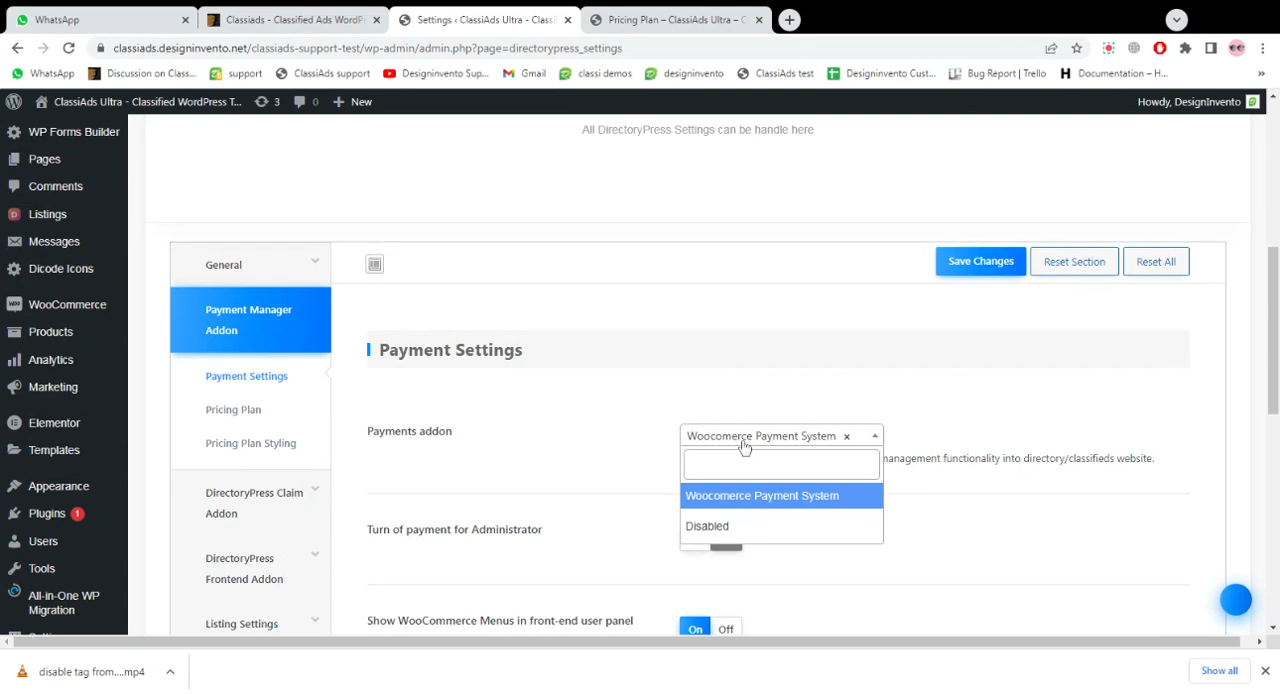 WhatsApp
Classiads - Classified Ads WordP
Settings ‹ ClassiAds Ultra - Classi
Pricing Plan – ClassiAds Ultra – C
classiads.designinvento.net/classiads-support-test/wp-admin/admin.php?page=directorypress_settings
WhatsApp
Discussion on Class...
support
ClassiAds support
Designinvento Sup...
Gmail
classi demos
designinvento
ClassiAds test
Designinvento Cust...
Bug Report | Trello
Documentation – H...
»
ClassiAds Ultra - Classified WordPress T...
3
0
New
Howdy, DesignInvento
WP Forms Builder
Pages
Comments
Listings
Messages
Dicode Icons
WooCommerce
Products
Analytics
Marketing
Elementor
Templates
Appearance
Plugins 1
Users
Tools
All-in-One WP
Migration
All DirectoryPress Settings can be handle here
General
Payment Manager
Addon
Payment Settings
Pricing Plan
Pricing Plan Styling
DirectoryPress Claim
Addon
DirectoryPress
Frontend Addon
Listing Settings
Save Changes
Reset Section
Reset All
Payment Settings
Payments addon
Woocomerce Payment System ×
management functionality into directory/classifieds website.
Woocomerce Payment System
Disabled
Turn of payment for Administrator
Show WooCommerce Menus in front-end user panel
On Off
disable tag from....mp4
Show all